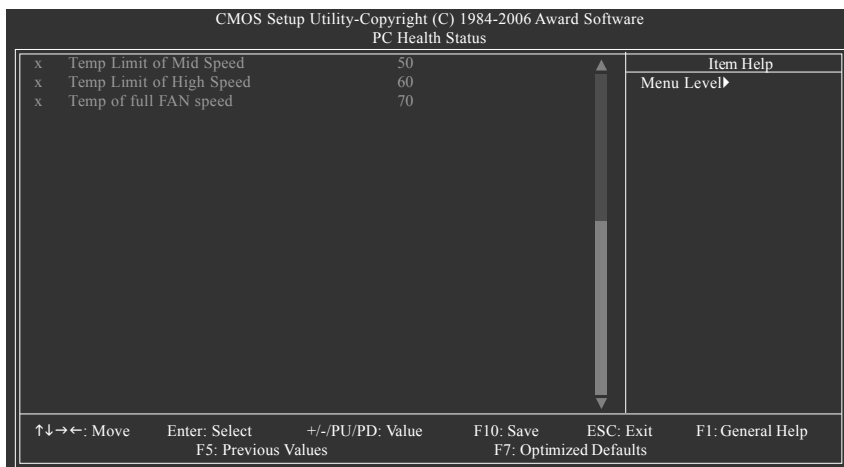 CMOS Setup Utility-Copyright (C) 1984-2006 Award Software
PC Health Status
x Temp Limit of Mid Speed 50
x Temp Limit of High Speed 60
x Temp of full FAN speed 70
Item Help
Menu Level▶
↑↓→←: Move Enter: Select +/-/PU/PD: Value F10: Save ESC: Exit F1: General Help
F5: Previous Values F7: Optimized Defaults